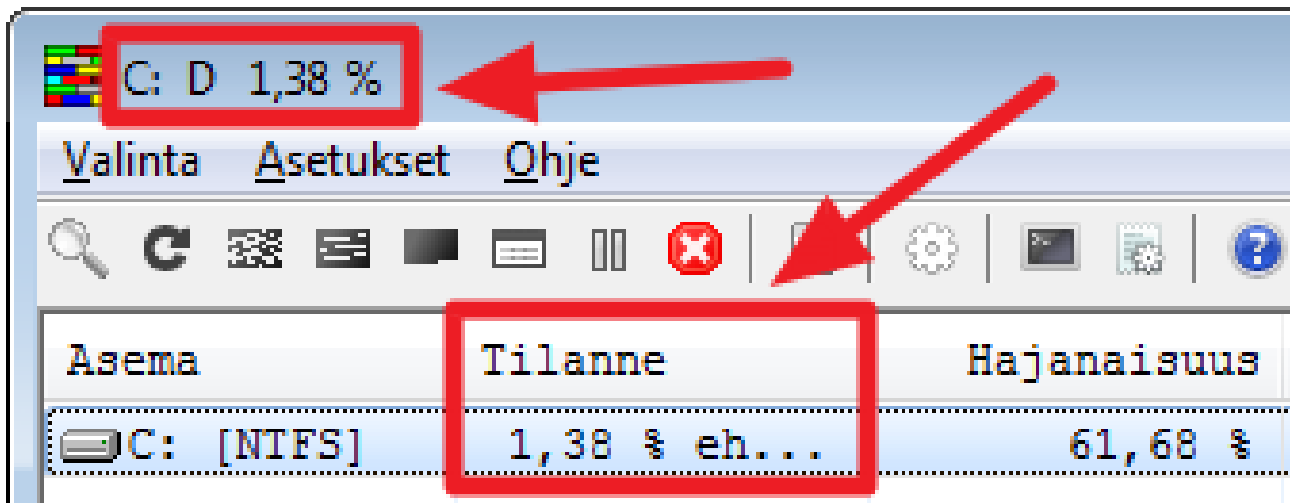 C: D 1,38 %
Valinta Asetukset Ohje
Asema Tilanne Hajanaisuus
C: [NTFS] 1,38 % eh... 61,68 %